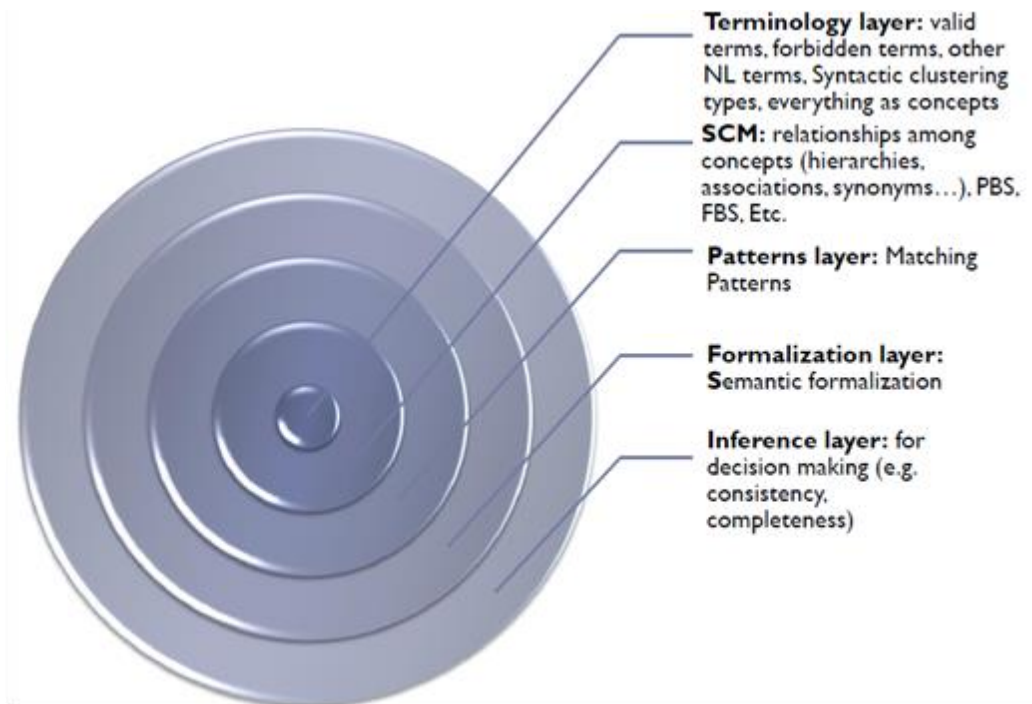 Terminology layer: valid
terms, forbidden terms, other
NL terms, Syntactic clustering
types, everything as concepts
SCM: relationships among
concepts (hierarchies,
associations, synonyms…), PBS,
FBS, Etc.
Patterns layer: Matching
Patterns
Formalization layer:
Semantic formalization
Inference layer: for
decision making (e.g.
consistency,
completeness)